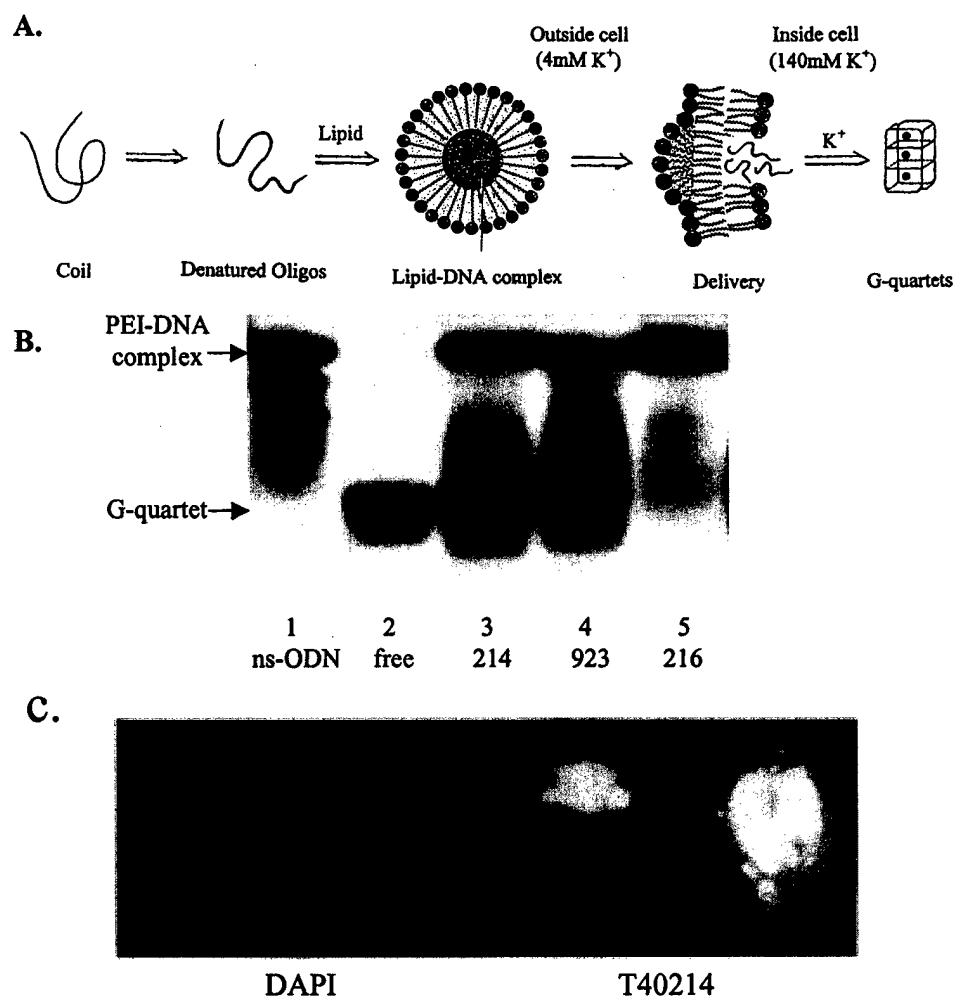 A.
Outside cell
(4mM K⁺)
Inside cell
(140mM K⁺)
Lipid
K⁺
Coil
Denatured Oligos
Lipid-DNA complex
Delivery
G-quartets
B.
PEI-DNA
complex
G-quartet
1 2 3 4 5
ns-ODN free 214 923 216
C.
DAPI T40214